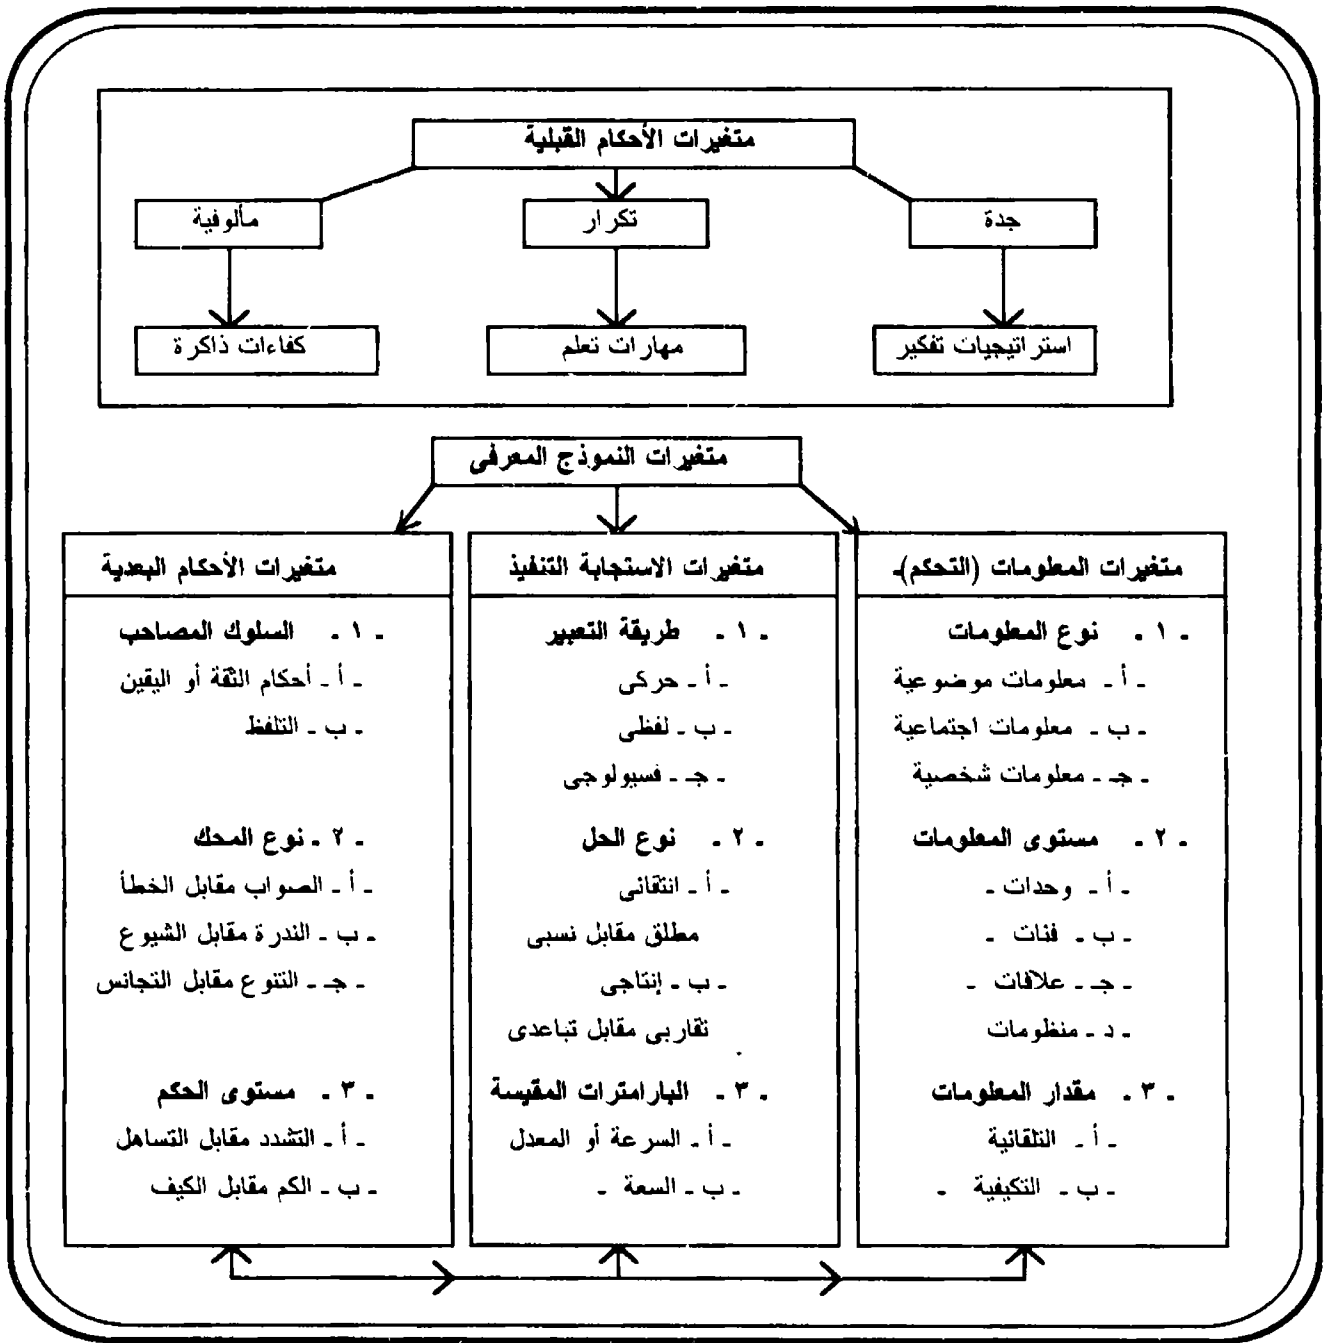 متغيرات الأحكام القبلية
جدة
تكرار
مألوفية
استراتيجيات تفكير
مهارات تعلم
كفاءات ذاكرة
متغيرات النموذج المعرفى
متغيرات المعلومات (التحكم)ـ
١ - نوع المعلومات
أ - معلومات موضوعية
ب - معلومات اجتماعية
جـ - معلومات شخصية
٢ - مستوى المعلومات
أ - وحدات -
ب - فئات -
جـ - علاقات -
د - منظومات
٣ - مقدار المعلومات
أ - التلقائية
ب - التكيفية -
متغيرات الاستجابة التنفيذ
١ - طريقة التعبير
أ - حركى
ب - لفظى
جـ - فسيولوجى
٢ - نوع الحل
أ - انتقائى
مطلق مقابل نسبى
ب - إنتاجى
تقاربى مقابل تباعدى
٣ - البارامترات المقيسة
أ - السرعة أو المعدل
ب - السعة -
متغيرات الأحكام البعدية
١ - السلوك المصاحب
أ - أحكام الثقة أو اليقين
ب - التلفظ
٢ - نوع المحك
أ - الصواب مقابل الخطأ
ب - الندرة مقابل الشيوع
جـ - التنوع مقابل التجانس
٣ - مستوى الحكم
أ - التشدد مقابل التساهل
ب - الكم مقابل الكيف